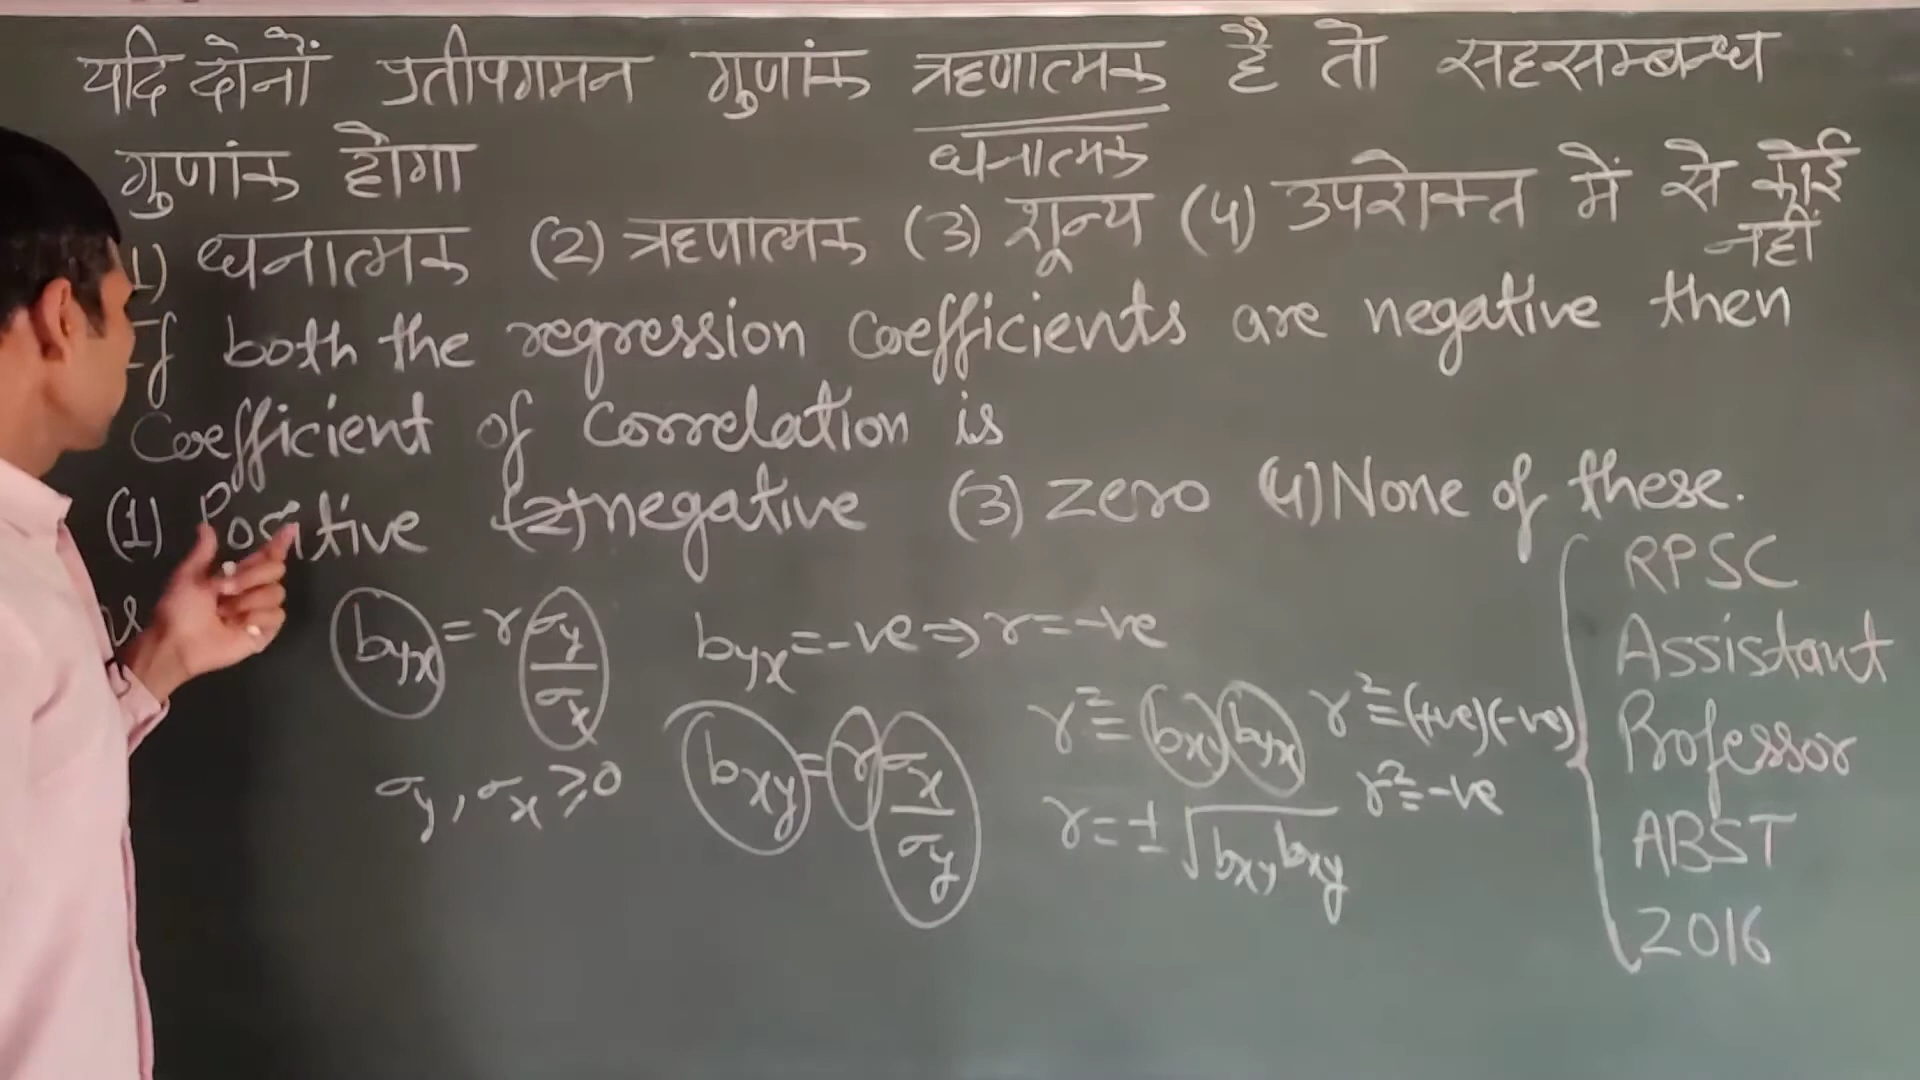 यदि दोनों प्रतीपगमन गुणांक ऋणात्मक है तो सहसम्बन्ध
धनात्मक
गुणांक होगा
1) धनात्मक (2) ऋणात्मक (3) शून्य (4) उपरोक्त में से कोई
नहीं
If both the regression Coefficients are negative then
Coefficient of Correlation is
(1) Positive (2) negative (3) Zero (4) None of these.
byx = r σy/σx
byx = -ve ⇒ r = -ve
σy, σx ≥ 0
bxy = r σx/σy
r² = bxy byx
r = ± √bxy bxy
r² = (+ve)(-ve)
r² = -ve
RPSC
Assistant
Professor
ABST
2016